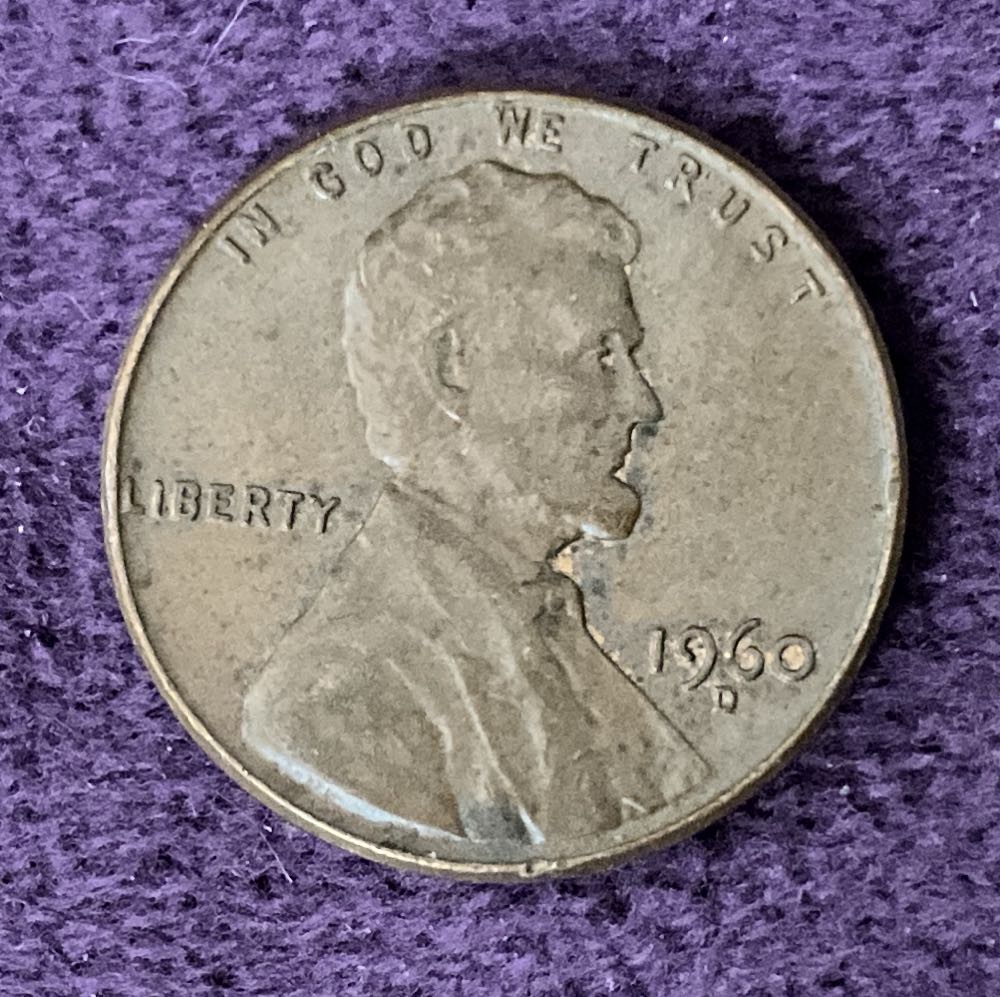 IN GOD WE TRUST
LIBERTY
1960
D